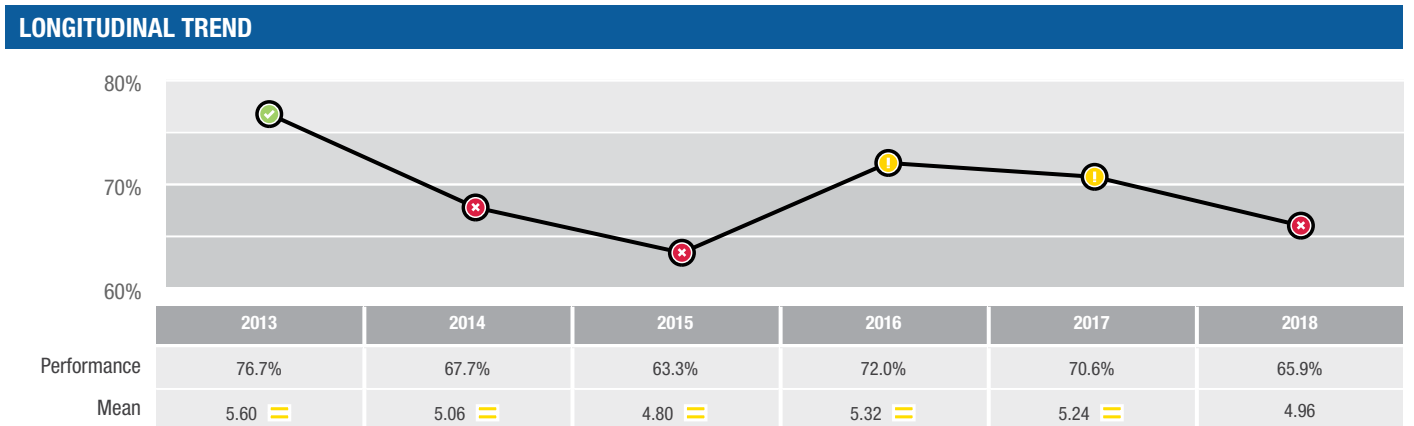 LONGITUDINAL TREND
80%
70%
60%
2013 2014 2015 2016 2017 2018
Performance 76.7% 67.7% 63.3% 72.0% 70.6% 65.9%
Mean 5.60 5.06 4.80 5.32 5.24 4.96